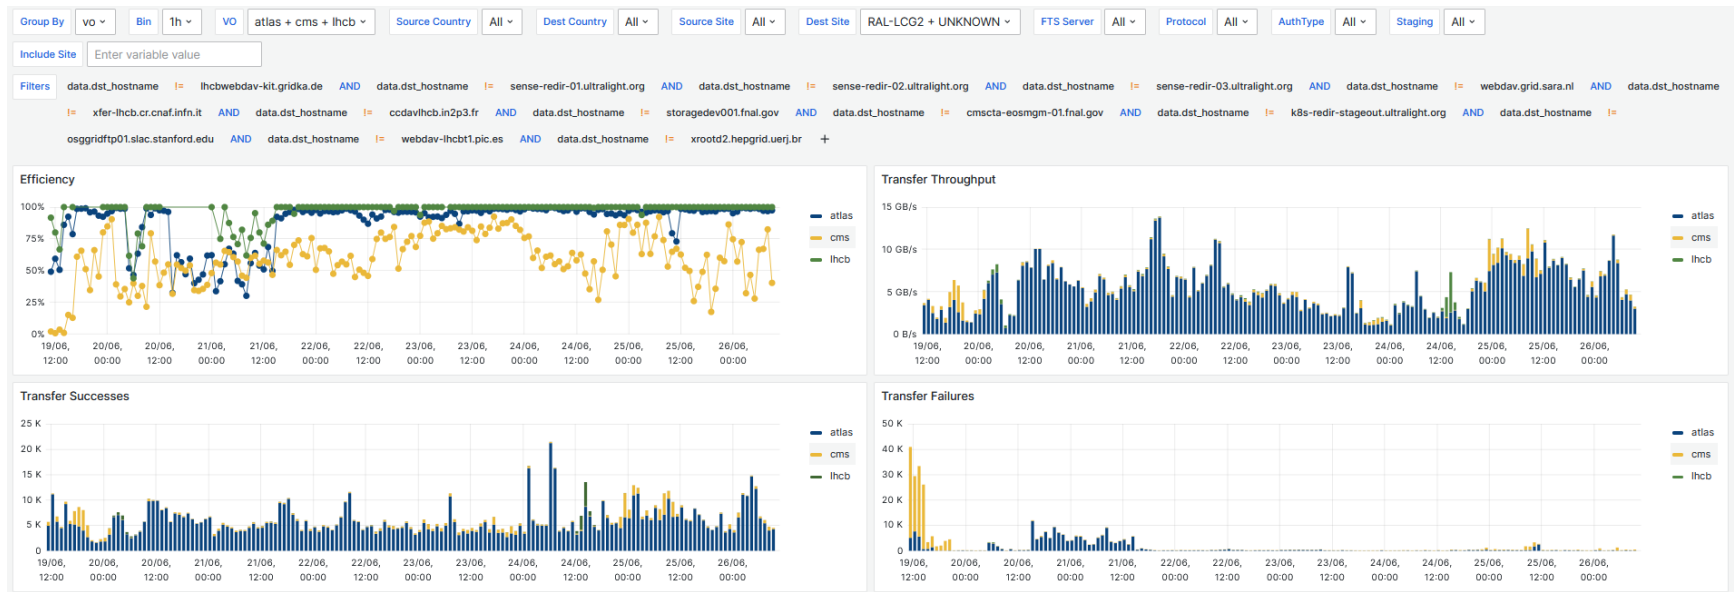 Group By vo Bin 1h VO atlas + cms + lhcb Source Country All Dest Country All Source Site All Dest Site RAL-LCG2 + UNKNOWN FTS Server All Protocol All AuthType All Staging All
Include Site Enter variable value
Filters data.dst_hostname != lhcbwebdav-kit.gridka.de AND data.dst_hostname != sense-redir-01.ultralight.org AND data.dst_hostname != sense-redir-02.ultralight.org AND data.dst_hostname != sense-redir-03.ultralight.org AND data.dst_hostname != webdav.grid.sara.nl AND data.dst_hostname
!= xfer-lhcb.cr.cnaf.infn.it AND data.dst_hostname != ccdavlhcb.in2p3.fr AND data.dst_hostname != storagedev001.fnal.gov AND data.dst_hostname != cmscta-eosmgm-01.fnal.gov AND data.dst_hostname != k8s-redir-stageout.ultralight.org AND data.dst_hostname !=
osggridftp01.slac.stanford.edu AND data.dst_hostname != webdav-lhcbt1.pic.es AND data.dst_hostname != xrootd2.hepgrid.uerj.br +
Efficiency
100%
75%
50%
25%
0%
19/06, 20/06, 20/06, 21/06, 21/06, 22/06, 22/06, 23/06, 23/06, 24/06, 24/06, 25/06, 25/06, 26/06,
12:00 00:00 12:00 00:00 12:00 00:00 12:00 00:00 12:00 00:00 12:00 00:00 12:00 00:00
atlas
cms
lhcb
Transfer Throughput
15 GB/s
10 GB/s
5 GB/s
0 B/s
19/06, 20/06, 20/06, 21/06, 21/06, 22/06, 22/06, 23/06, 23/06, 24/06, 24/06, 25/06, 25/06, 26/06,
12:00 00:00 12:00 00:00 12:00 00:00 12:00 00:00 12:00 00:00 12:00 00:00 12:00 00:00
atlas
cms
lhcb
Transfer Successes
25 K
20 K
15 K
10 K
5 K
0
19/06, 20/06, 20/06, 21/06, 21/06, 22/06, 22/06, 23/06, 23/06, 24/06, 24/06, 25/06, 25/06, 26/06,
12:00 00:00 12:00 00:00 12:00 00:00 12:00 00:00 12:00 00:00 12:00 00:00 12:00 00:00
atlas
cms
lhcb
Transfer Failures
50 K
40 K
30 K
20 K
10 K
0
19/06, 20/06, 20/06, 21/06, 21/06, 22/06, 22/06, 23/06, 23/06, 24/06, 24/06, 25/06, 25/06, 26/06,
12:00 00:00 12:00 00:00 12:00 00:00 12:00 00:00 12:00 00:00 12:00 00:00 12:00 00:00
atlas
cms
lhcb